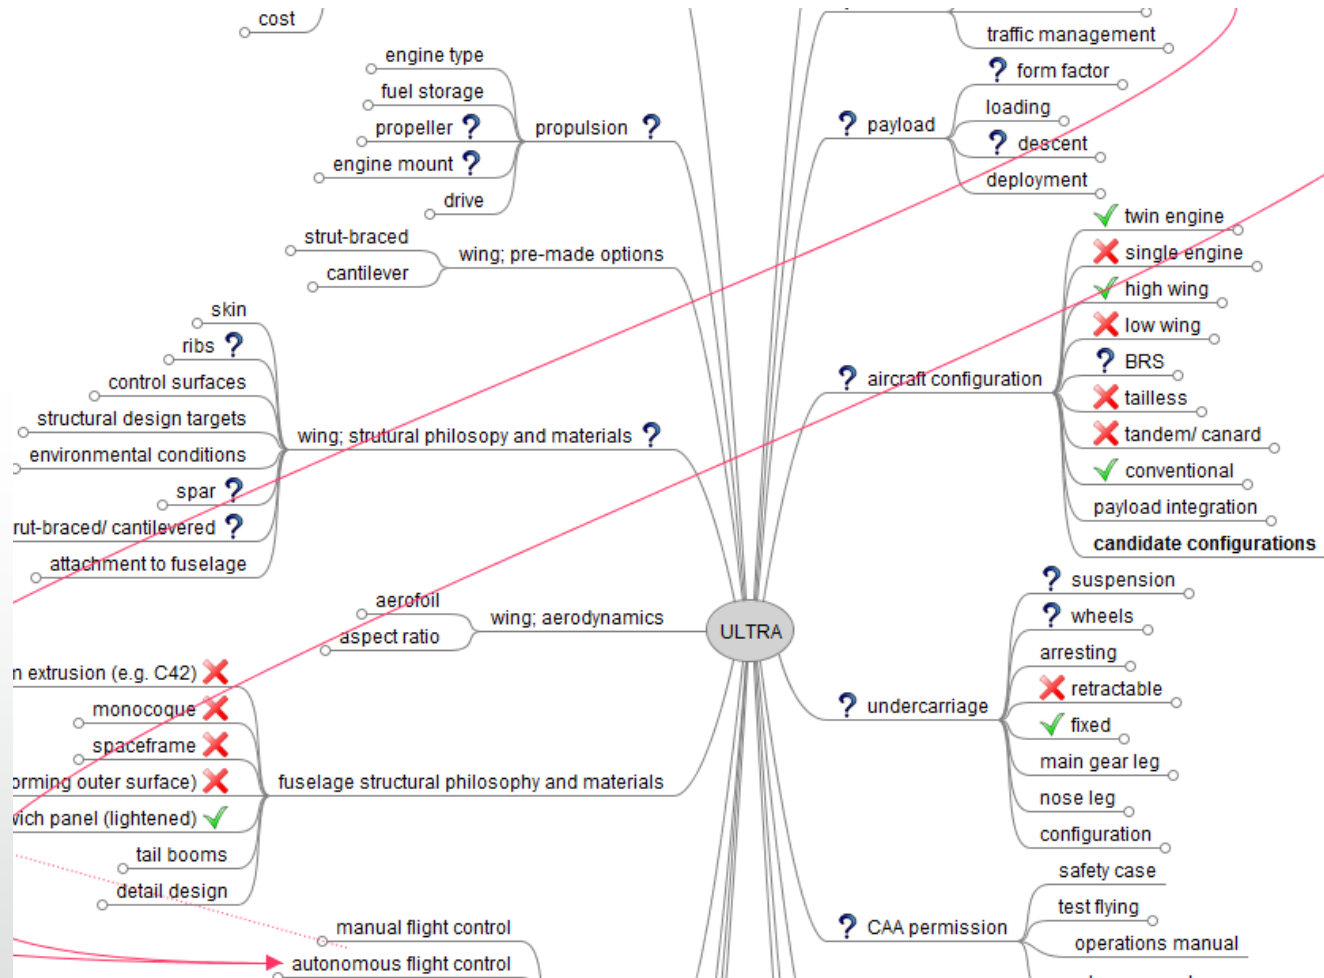 cost
engine type
fuel storage
propeller
engine mount
drive
propulsion
strut-braced
cantilever
wing; pre-made options
skin
ribs
control surfaces
structural design targets
environmental conditions
spar
rut-braced/ cantilevered
attachment to fuselage
wing; strutural philosopy and materials
aerofoil
aspect ratio
wing; aerodynamics
extrusion (e.g. C42)
monocoque
spaceframe
orming outer surface)
panel (lightened)
tail booms
detail design
fuselage structural philosophy and materials
manual flight control
autonomous flight control
ULTRA
traffic management
form factor
loading
descent
deployment
payload
twin engine
single engine
high wing
low wing
BRS
tailless
tandem/ canard
conventional
payload integration
candidate configurations
aircraft configuration
suspension
wheels
arresting
retractable
fixed
main gear leg
nose leg
configuration
undercarriage
safety case
test flying
operations manual
CAA permission